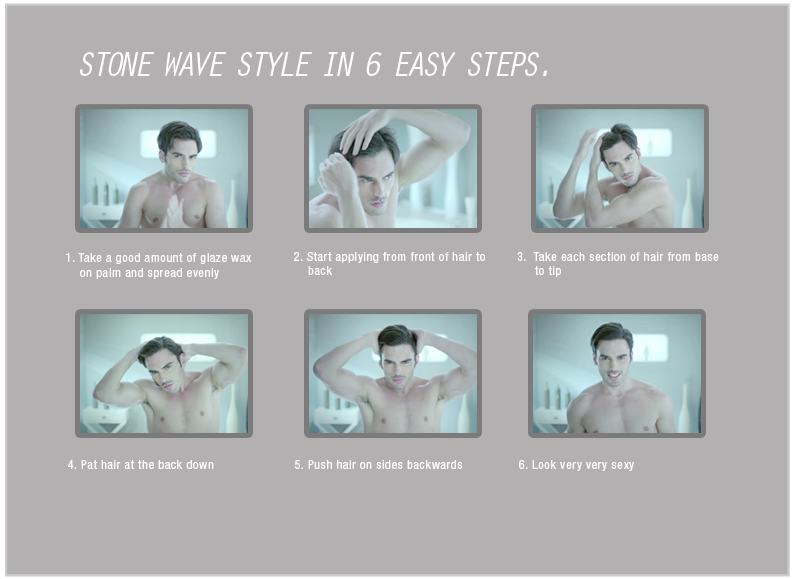 STONE WAVE STYLE IN 6 EASY STEPS.
1. Take a good amount of glaze wax
on palm and spread evenly
2. Start applying from front of hair to
back
3. Take each section of hair from base
to tip
4. Pat hair at the back down
5. Push hair on sides backwards
6. Look very very sexy